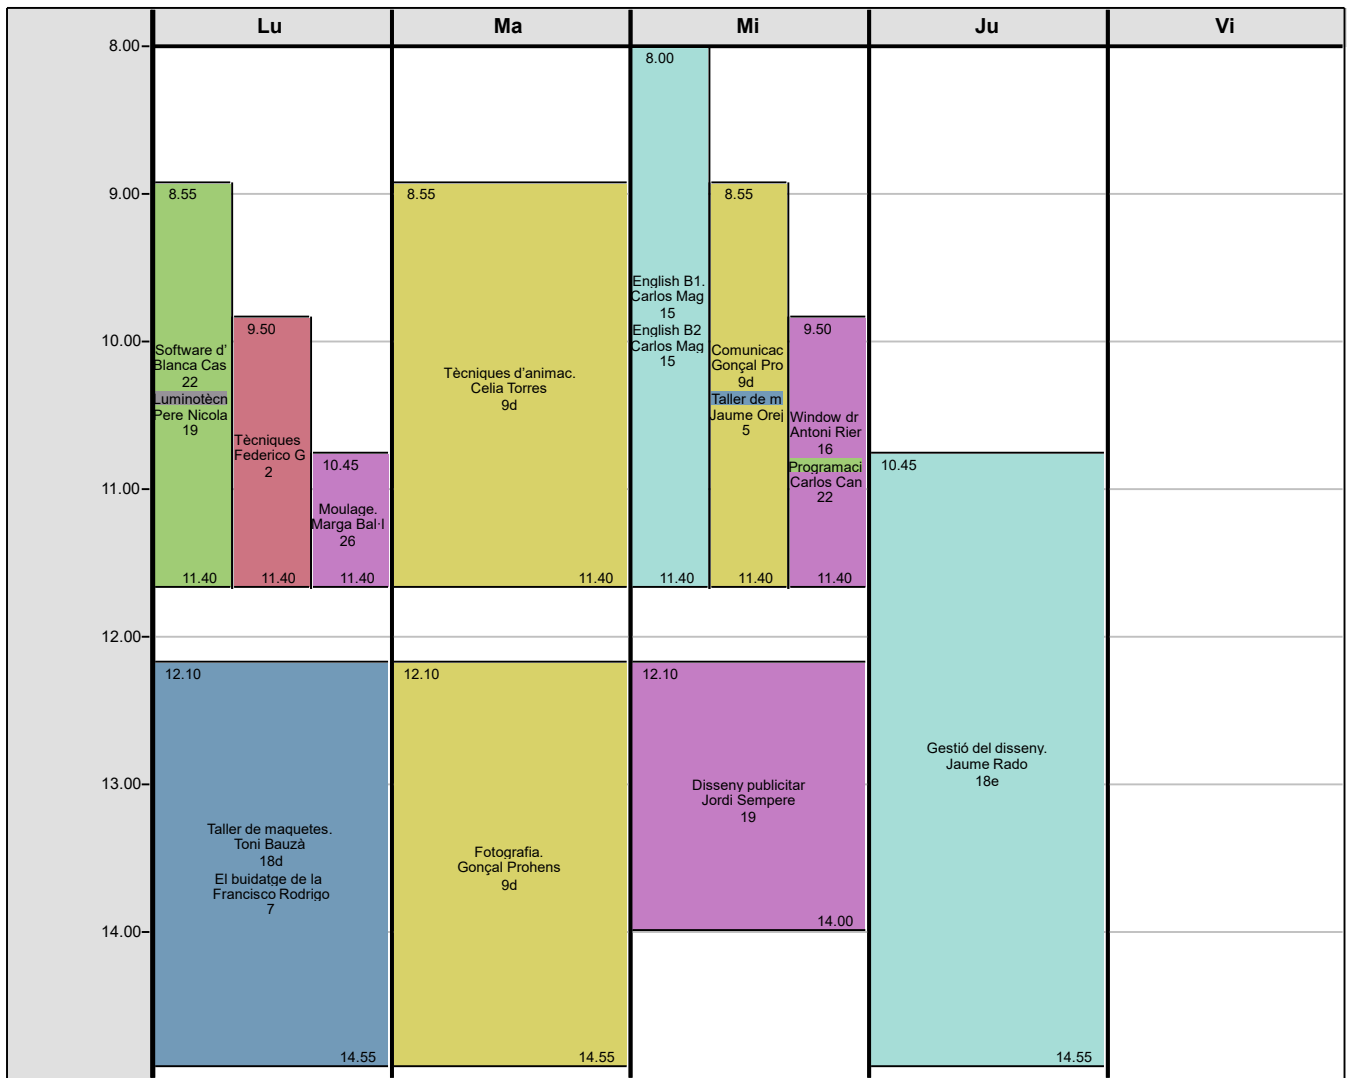 Lu
Ma
Mi
Ju
Vi
8.00
9.00
10.00
11.00
12.00
13.00
14.00
8.55
Software d’
Blanca Cas
22
Luminotècn
Pere Nicola
19
11.40
9.50
Tècniques
Federico G
2
11.40
10.45
Moulage.
Marga Bal·l
26
11.40
12.10
Taller de maquetes.
Toni Bauzà
18d
El buidatge de la
Francisco Rodrigo
7
14.55
8.55
Tècniques d’animac.
Celia Torres
9d
11.40
12.10
Fotografia.
Gonçal Prohens
9d
14.55
8.00
English B1.
Carlos Mag
15
English B2
Carlos Mag
15
11.40
8.55
Comunicac
Gonçal Pro
9d
Taller de m
Jaume Orej
5
11.40
9.50
Window dr
Antoni Rier
16
Programaci
Carlos Can
22
11.40
12.10
Disseny publicitar
Jordi Sempere
19
14.00
10.45
Gestió del disseny.
Jaume Rado
18e
14.55